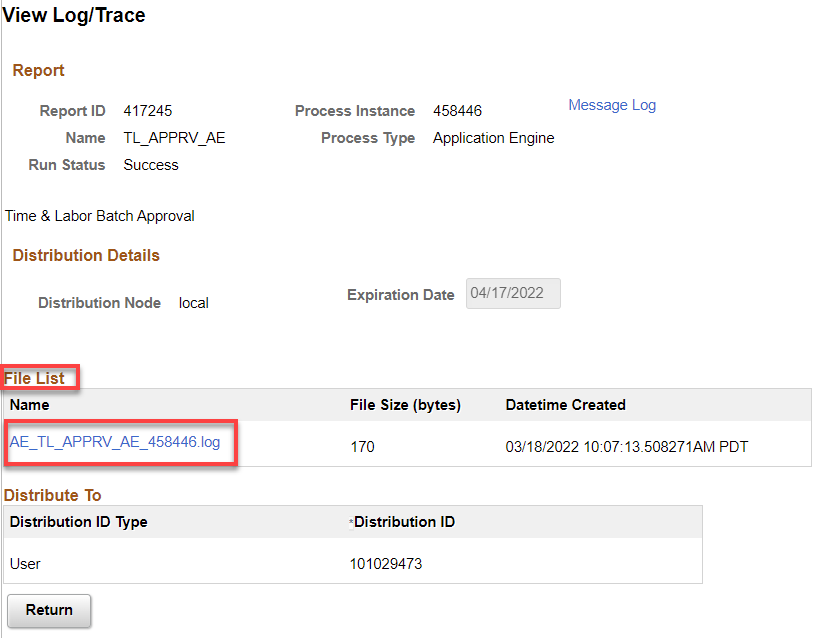 View Log/Trace
Report
Report ID 417245 Process Instance 458446 Message Log
Name TL_APPRV_AE Process Type Application Engine
Run Status Success
Time & Labor Batch Approval
Distribution Details
Distribution Node local Expiration Date 04/17/2022
File List
Name File Size (bytes) Datetime Created
AE_TL_APPRV_AE_458446.log 170 03/18/2022 10:07:13.508271AM PDT
Distribute To
Distribution ID Type *Distribution ID
User 101029473
Return